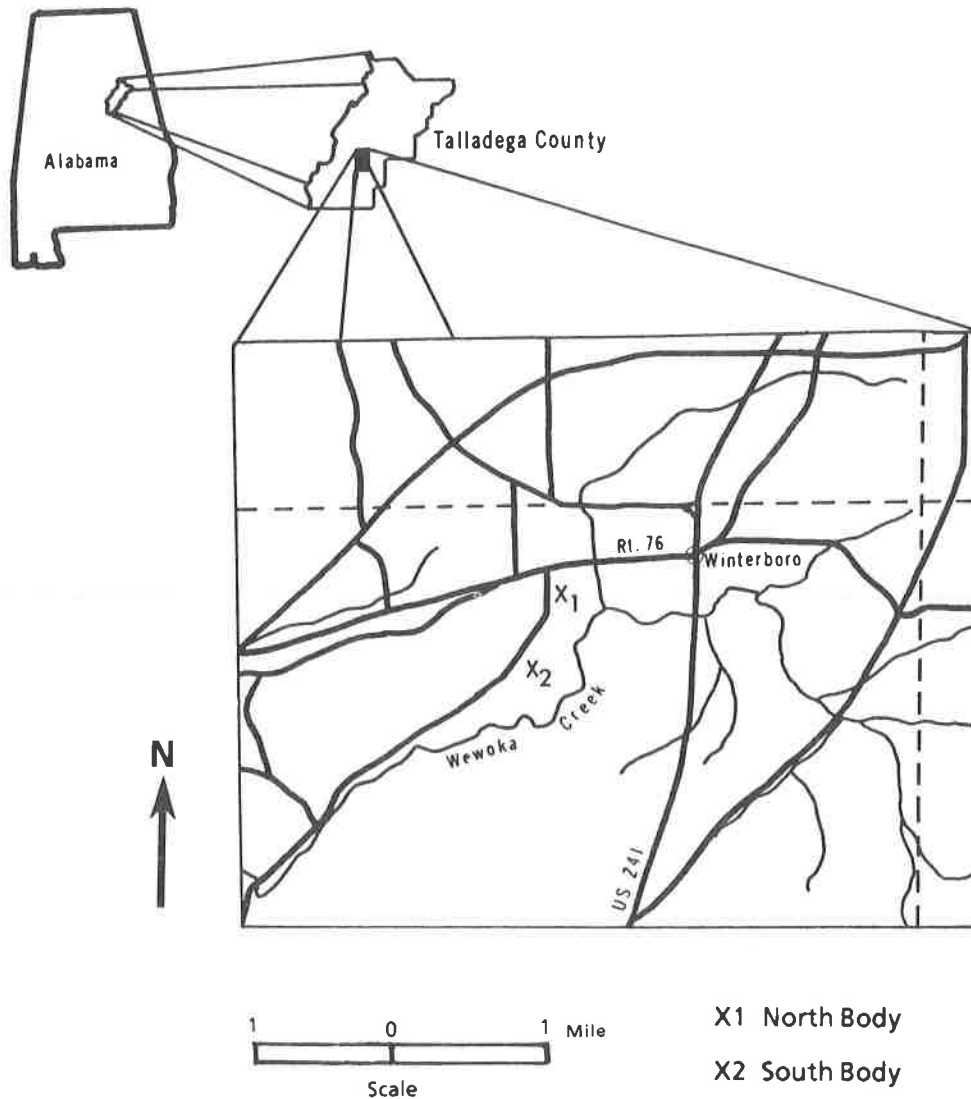 Alabama
Talladega County
Rt. 76
Winterboro
X1
X2
Wewoka Creek
N
US 241
1 0 1 Mile
Scale
X1 North Body
X2 South Body